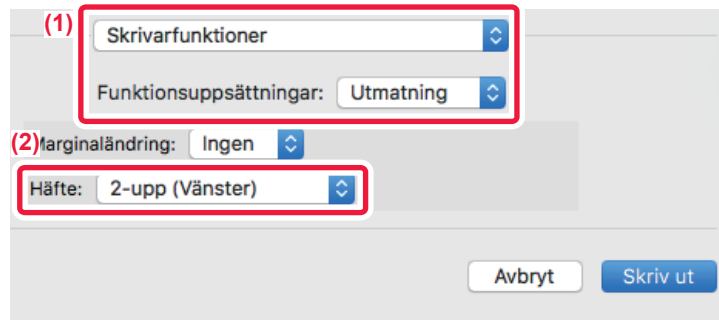 (1)
Skrivarfunktioner
Funktionsuppsättningar: Utmatning
(2)
Marginaländring: Ingen
Häfte: 2-upp (Vänster)
Avbryt Skriv ut